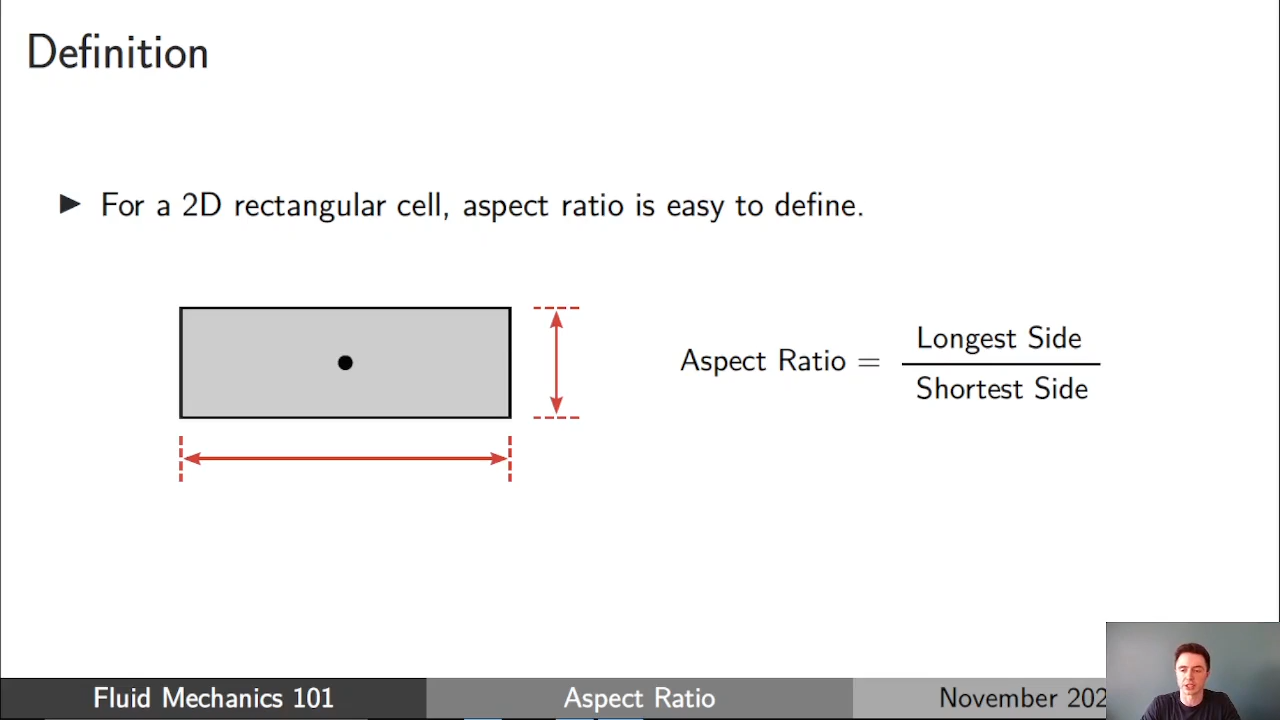 Definition
► For a 2D rectangular cell, aspect ratio is easy to define.
Aspect Ratio = Longest Side
Shortest Side
Fluid Mechanics 101
Aspect Ratio
November 202